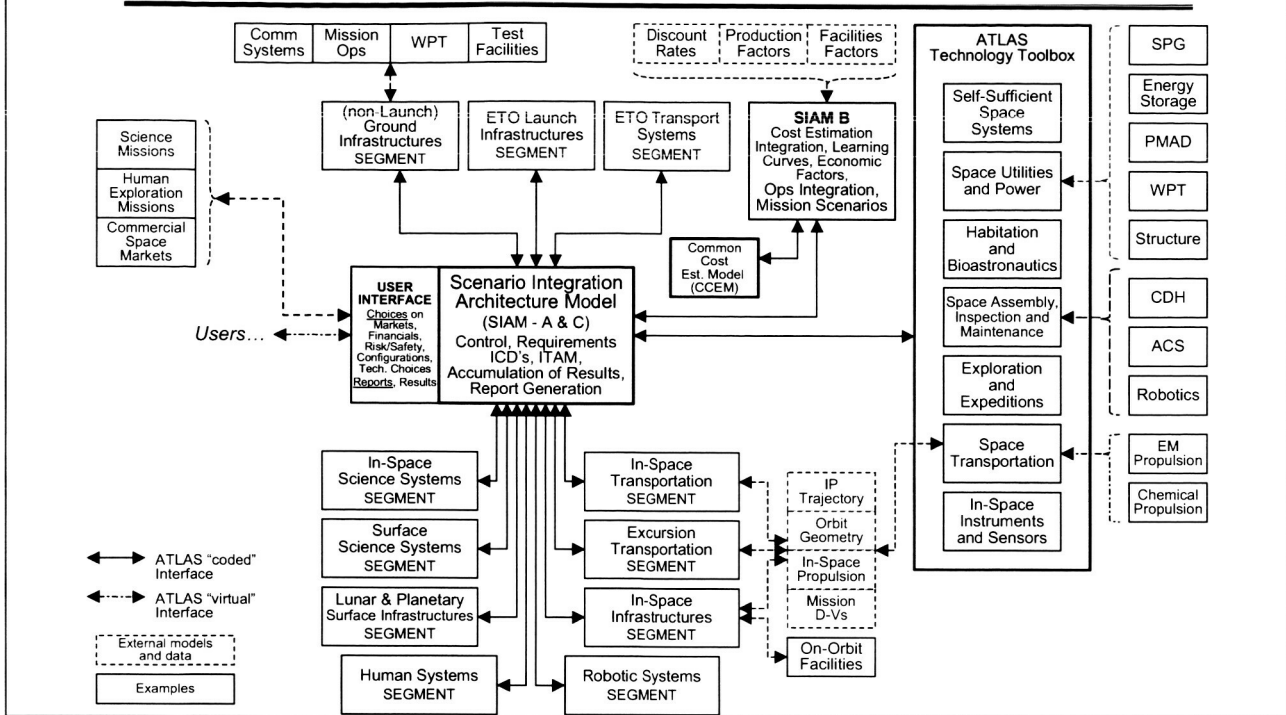 Comm
Systems
Mission
Ops
WPT
Test
Facilities
Discount
Rates
Production
Factors
Facilities
Factors
ATLAS
Technology Toolbox
SPG
Energy
Storage
PMAD
WPT
Structure
CDH
ACS
Robotics
EM
Propulsion
Chemical
Propulsion
Self-Sufficient
Space
Systems
Space Utilities
and Power
Habitation
and
Bioastronautics
Space Assembly,
Inspection and
Maintenance
Exploration
and
Expeditions
Space
Transportation
In-Space
Instruments
and Sensors
(non-Launch)
Ground
Infrastructures
SEGMENT
ETO Launch
Infrastructures
SEGMENT
ETO Transport
Systems
SEGMENT
SIAM B
Cost Estimation
Integration, Learning
Curves, Economic
Factors,
Ops Integration,
Mission Scenarios
Common
Cost
Est. Model
(CCEM)
Science
Missions
Human
Exploration
Missions
Commercial
Space
Markets
Users...
USER
INTERFACE
Choices on
Markets,
Financials,
Risk/Safety,
Configurations,
Tech. Choices
Reports, Results
Scenario Integration
Architecture Model
(SIAM - A & C)
Control, Requirements
ICD's, ITAM,
Accumulation of Results,
Report Generation
In-Space
Science Systems
SEGMENT
Surface
Science Systems
SEGMENT
Lunar & Planetary
Surface Infrastructures
SEGMENT
Human Systems
SEGMENT
In-Space
Transportation
SEGMENT
Excursion
Transportation
SEGMENT
In-Space
Infrastructures
SEGMENT
Robotic Systems
SEGMENT
IP
Trajectory
Orbit
Geometry
In-Space
Propulsion
Mission
D-Vs
On-Orbit
Facilities
ATLAS "coded"
Interface
ATLAS "virtual"
Interface
External models
and data
Examples